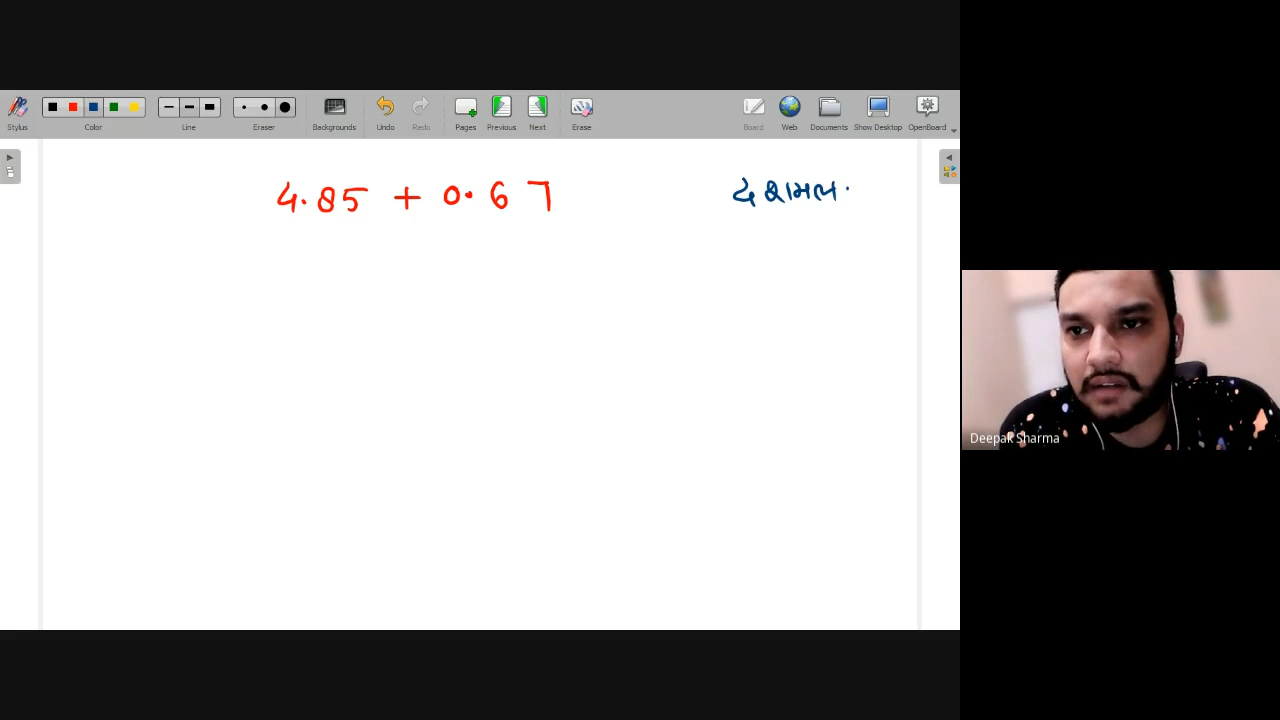 Stylus Color Line Eraser Backgrounds Undo Redo Pages Previous Next Erase Board Web Documents Show Desktop OpenBoard
4.85 + 0.67 દશામલ.
Deepak Sharma